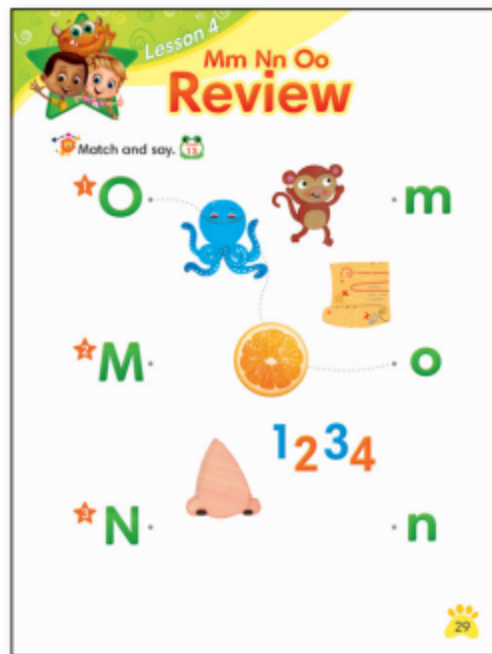 Lesson 4
Mm Nn Oo
Review
Match and say. 13
1 O m
2 M o
1234
3 N n
29